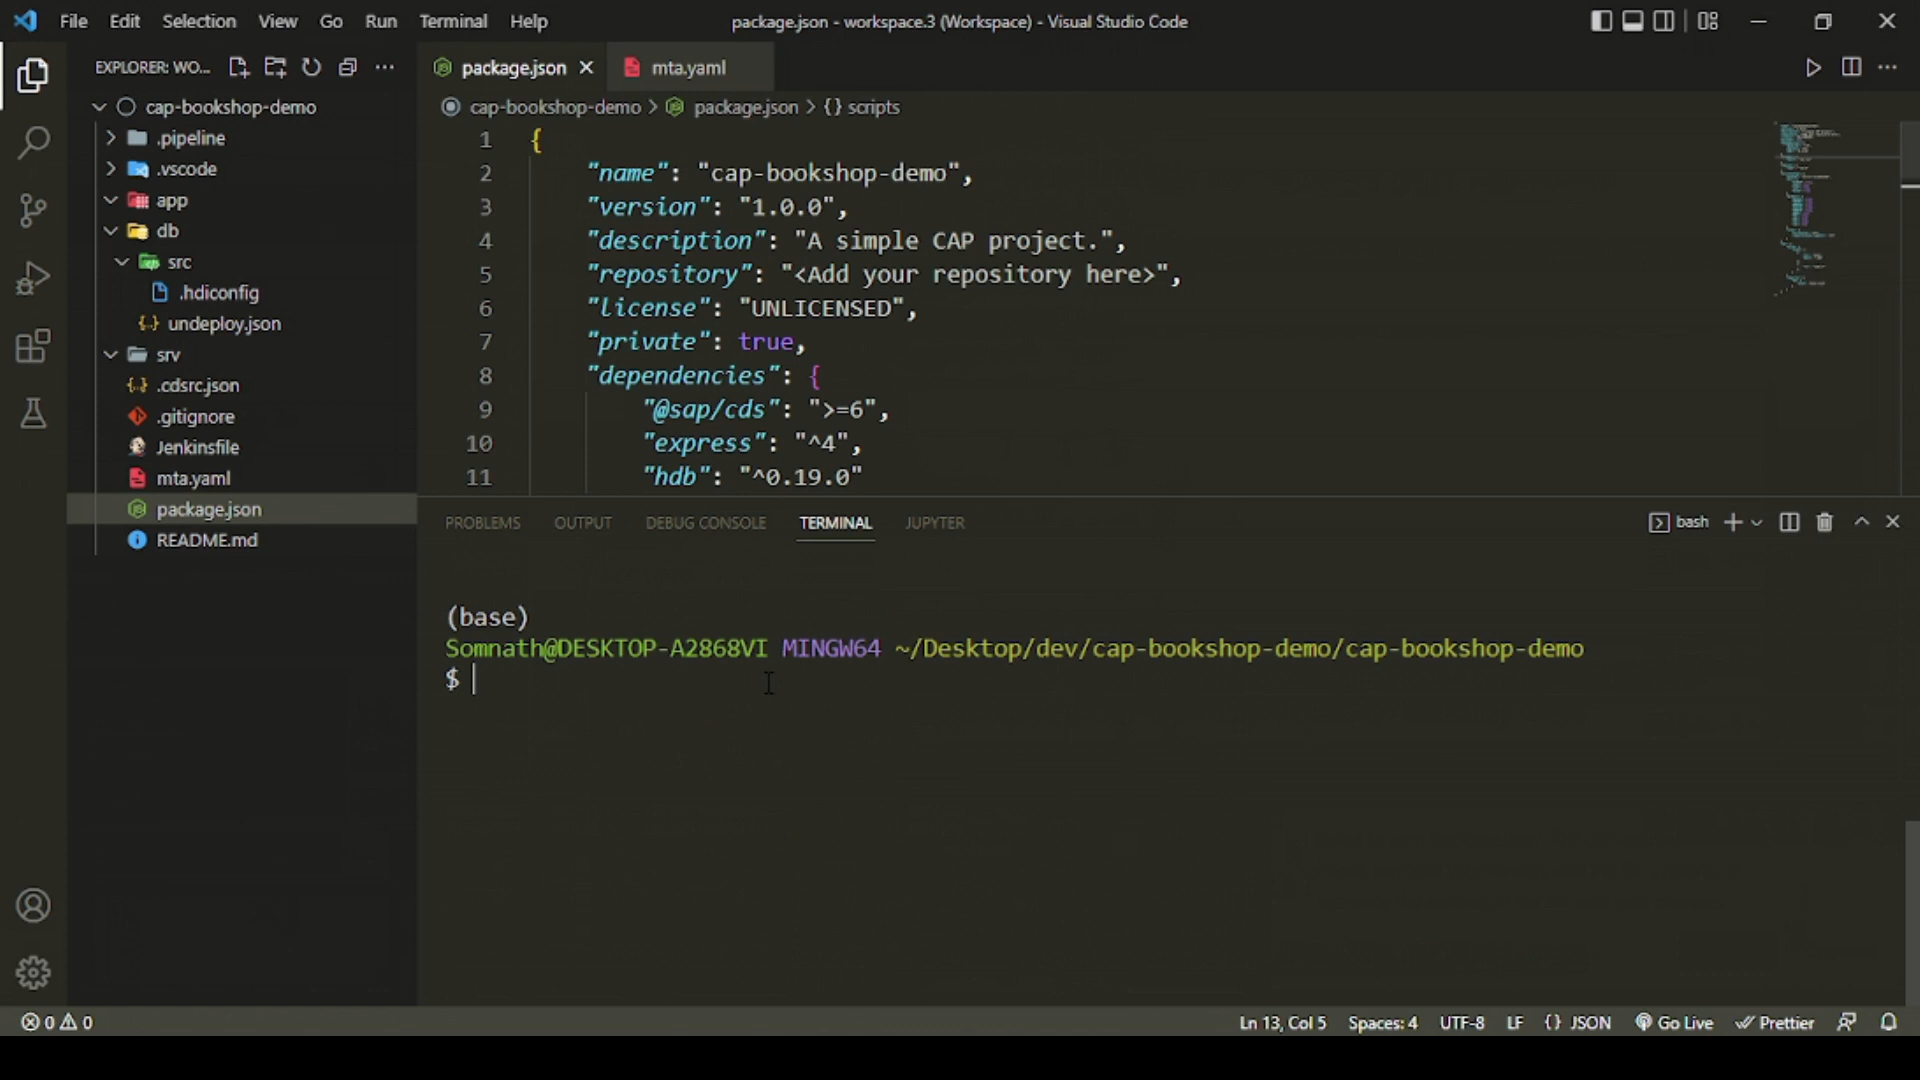 File Edit Selection View Go Run Terminal Help
package.json - workspace.3 (Workspace) - Visual Studio Code
EXPLORER: WO...
cap-bookshop-demo
.pipeline
.vscode
app
db
src
.hdiconfig
undeploy.json
srv
.cdsrc.json
.gitignore
Jenkinsfile
mta.yaml
package.json
README.md
package.json mta.yaml
cap-bookshop-demo > package.json > {} scripts
1 {
2 "name": "cap-bookshop-demo",
3 "version": "1.0.0",
4 "description": "A simple CAP project.",
5 "repository": "<Add your repository here>",
6 "license": "UNLICENSED",
7 "private": true,
8 "dependencies": {
9 "@sap/cds": ">=6",
10 "express": "^4",
11 "hdb": "^0.19.0"
PROBLEMS OUTPUT DEBUG CONSOLE TERMINAL JUPYTER
bash
(base)
Somnath@DESKTOP-A2868VI MINGW64 ~/Desktop/dev/cap-bookshop-demo/cap-bookshop-demo
$
0 0
Ln 13, Col 5 Spaces: 4 UTF-8 LF {} JSON Go Live Prettier